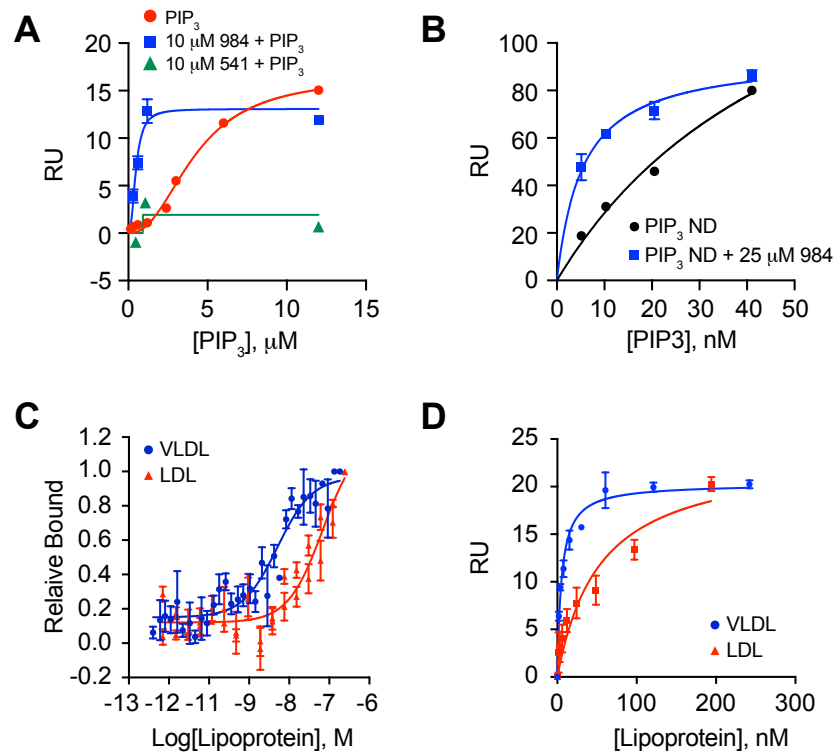 A
PIP₃
10 μM 984 + PIP₃
10 μM 541 + PIP₃
20
15
10
5
0
-5
RU
0 5 10 15
[PIP₃], μM
B
100
80
60
40
20
0
RU
PIP₃ ND
PIP₃ ND + 25 μM 984
0 10 20 30 40 50
[PIP3], nM
C
VLDL
LDL
1.2
1.0
0.8
0.6
0.4
0.2
0.0
-0.2
Relaive Bound
-13 -12 -11 -10 -9 -8 -7 -6
Log[Lipoprotein], M
D
25
20
15
10
5
0
RU
VLDL
LDL
0 100 200 300
[Lipoprotein], nM